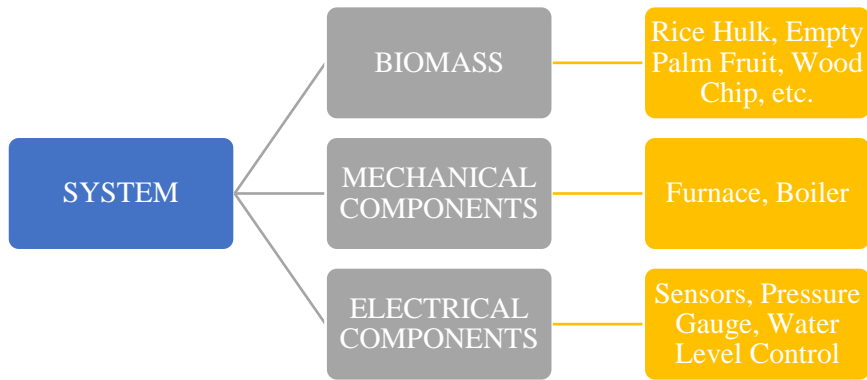 SYSTEM
BIOMASS
Rice Hulk, Empty
Palm Fruit, Wood
Chip, etc.
MECHANICAL
COMPONENTS
Furnace, Boiler
ELECTRICAL
COMPONENTS
Sensors, Pressure
Gauge, Water
Level Control